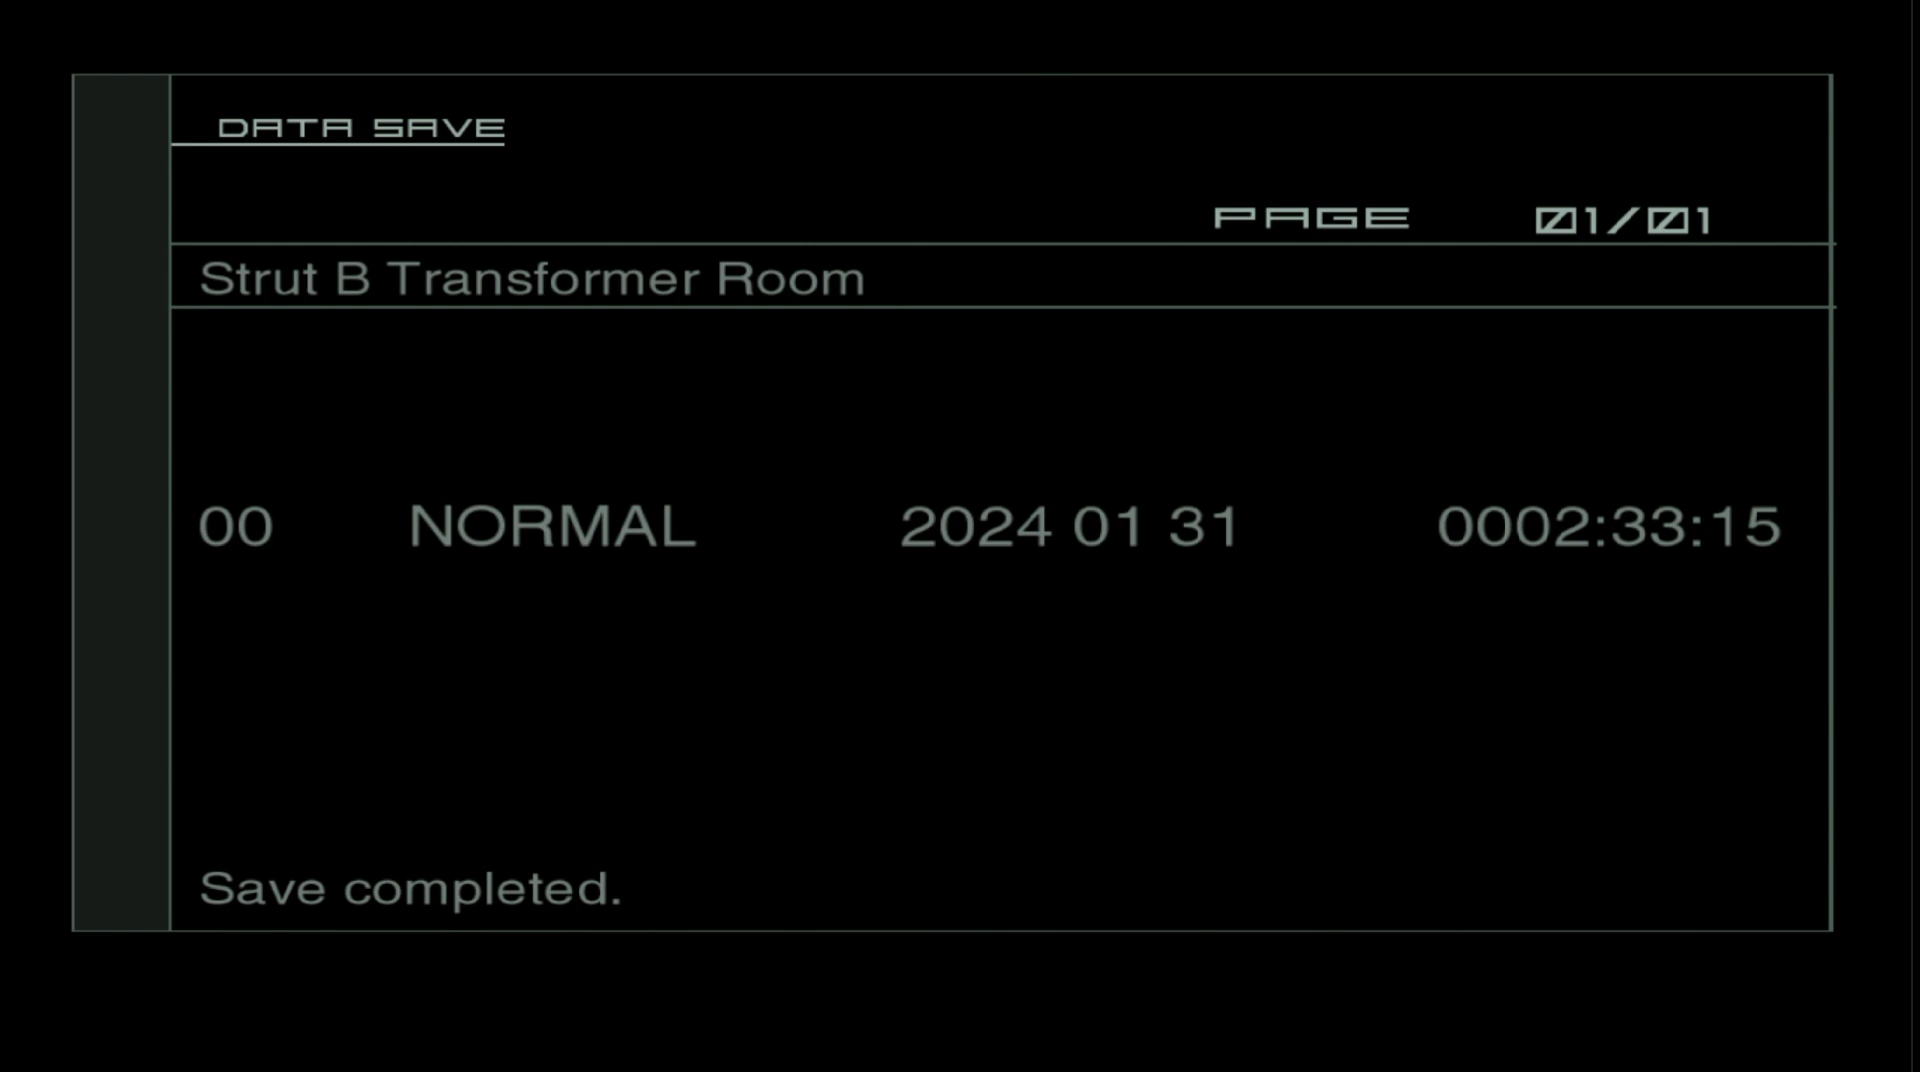 DATA SAVE
PAGE 01/01
Strut B Transformer Room
00 NORMAL 2024 01 31 0002:33:15
Save completed.